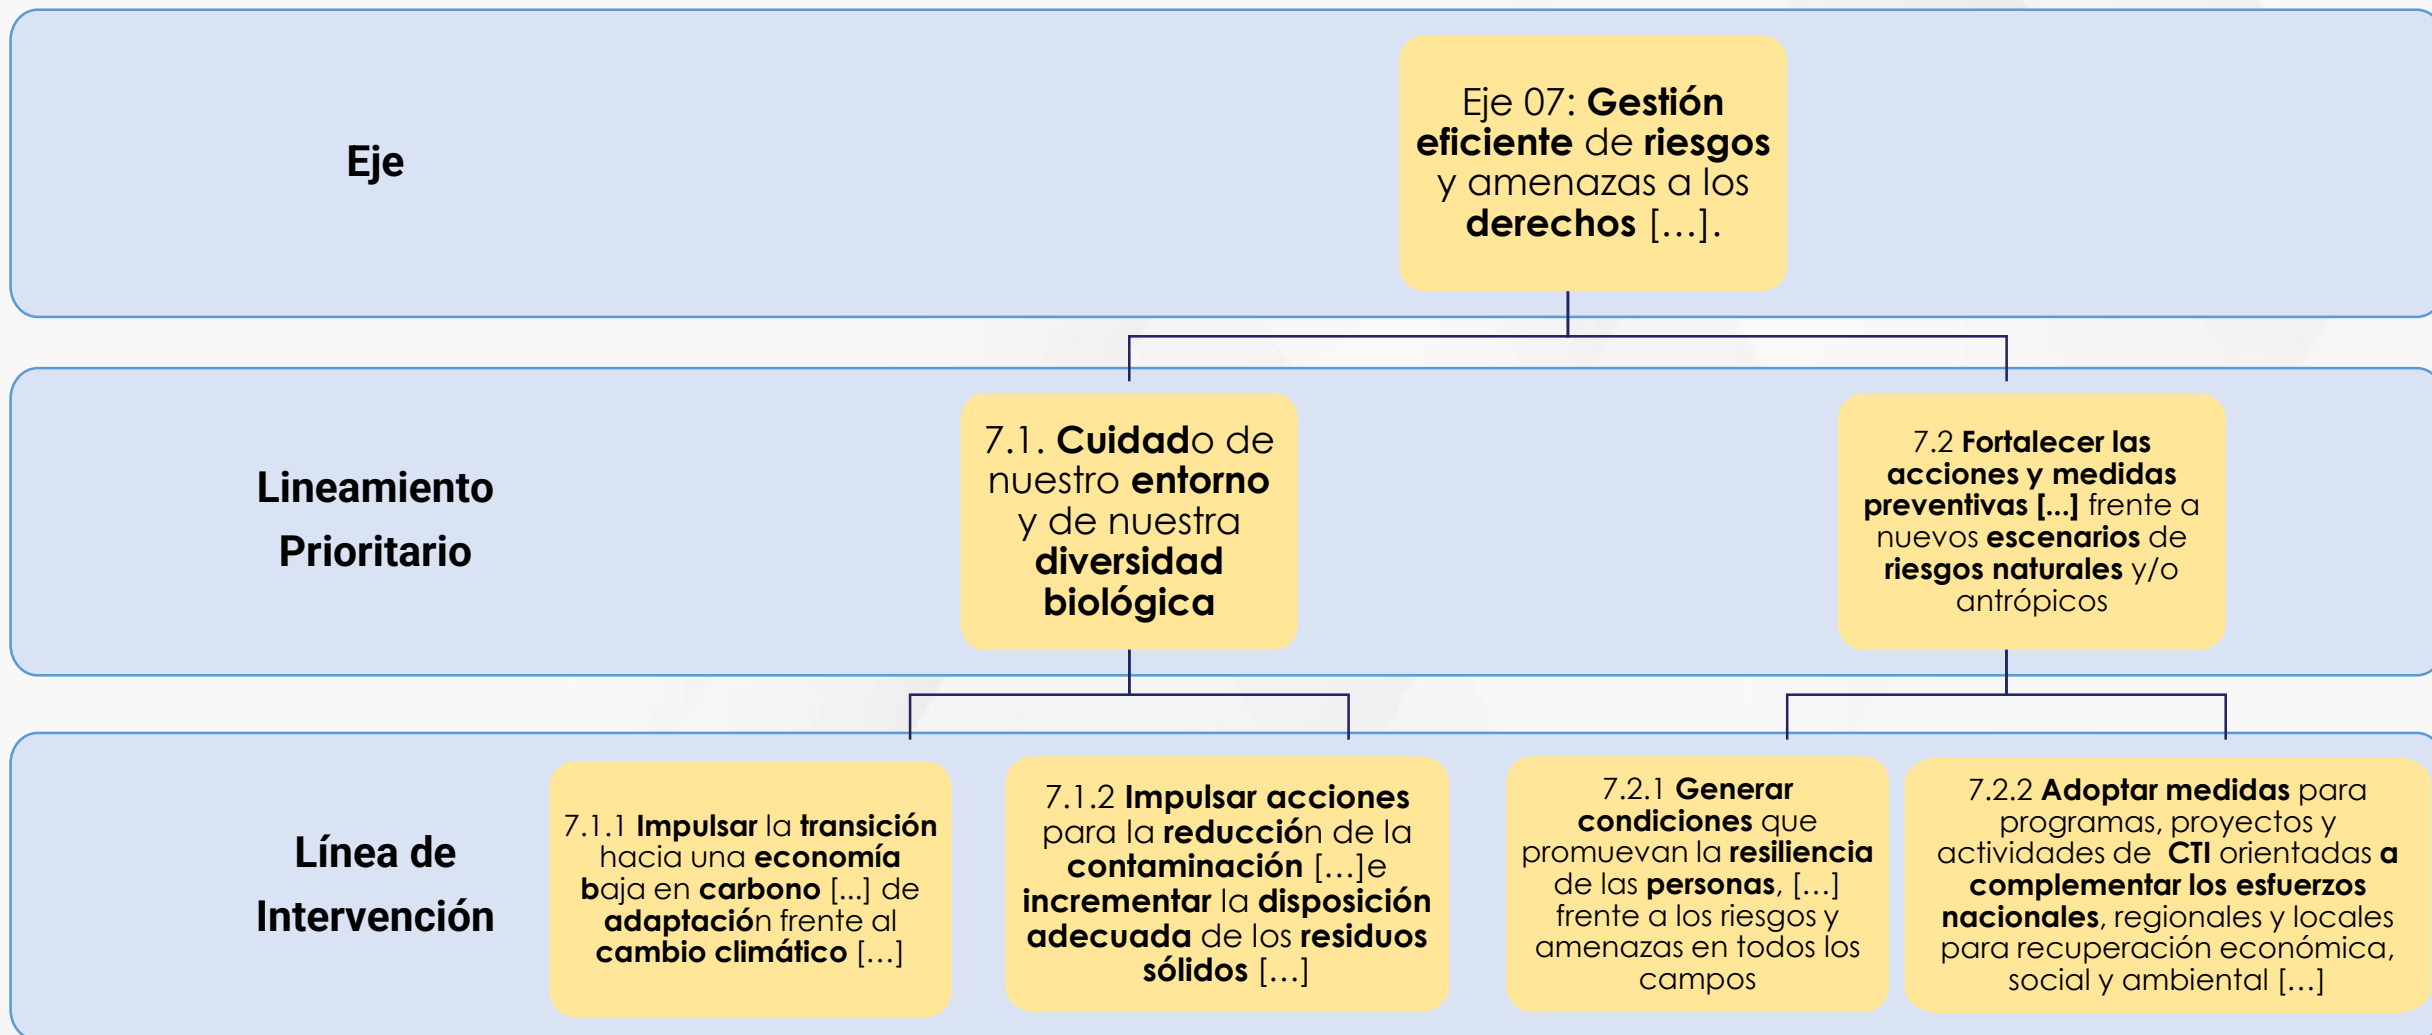 Eje
Eje 07: Gestión
eficiente de riesgos
y amenazas a los
derechos [...].
Lineamiento
Prioritario
7.1. Cuidado de
nuestro entorno
y de nuestra
diversidad
biológica
7.2 Fortalecer las
acciones y medidas
preventivas [...] frente a
nuevos escenarios de
riesgos naturales y/o
antrópicos
Línea de
Intervención
7.1.1 Impulsar la transición
hacia una economía
baja en carbono [...] de
adaptación frente al
cambio climático [...]
7.1.2 Impulsar acciones
para la reducción de la
contaminación [...]e
incrementar la disposición
adecuada de los residuos
sólidos [...]
7.2.1 Generar
condiciones que
promuevan la resiliencia
de las personas, [...]
frente a los riesgos y
amenazas en todos los
campos
7.2.2 Adoptar medidas para
programas, proyectos y
actividades de CTI orientadas a
complementar los esfuerzos
nacionales, regionales y locales
para recuperación económica,
social y ambiental [...]